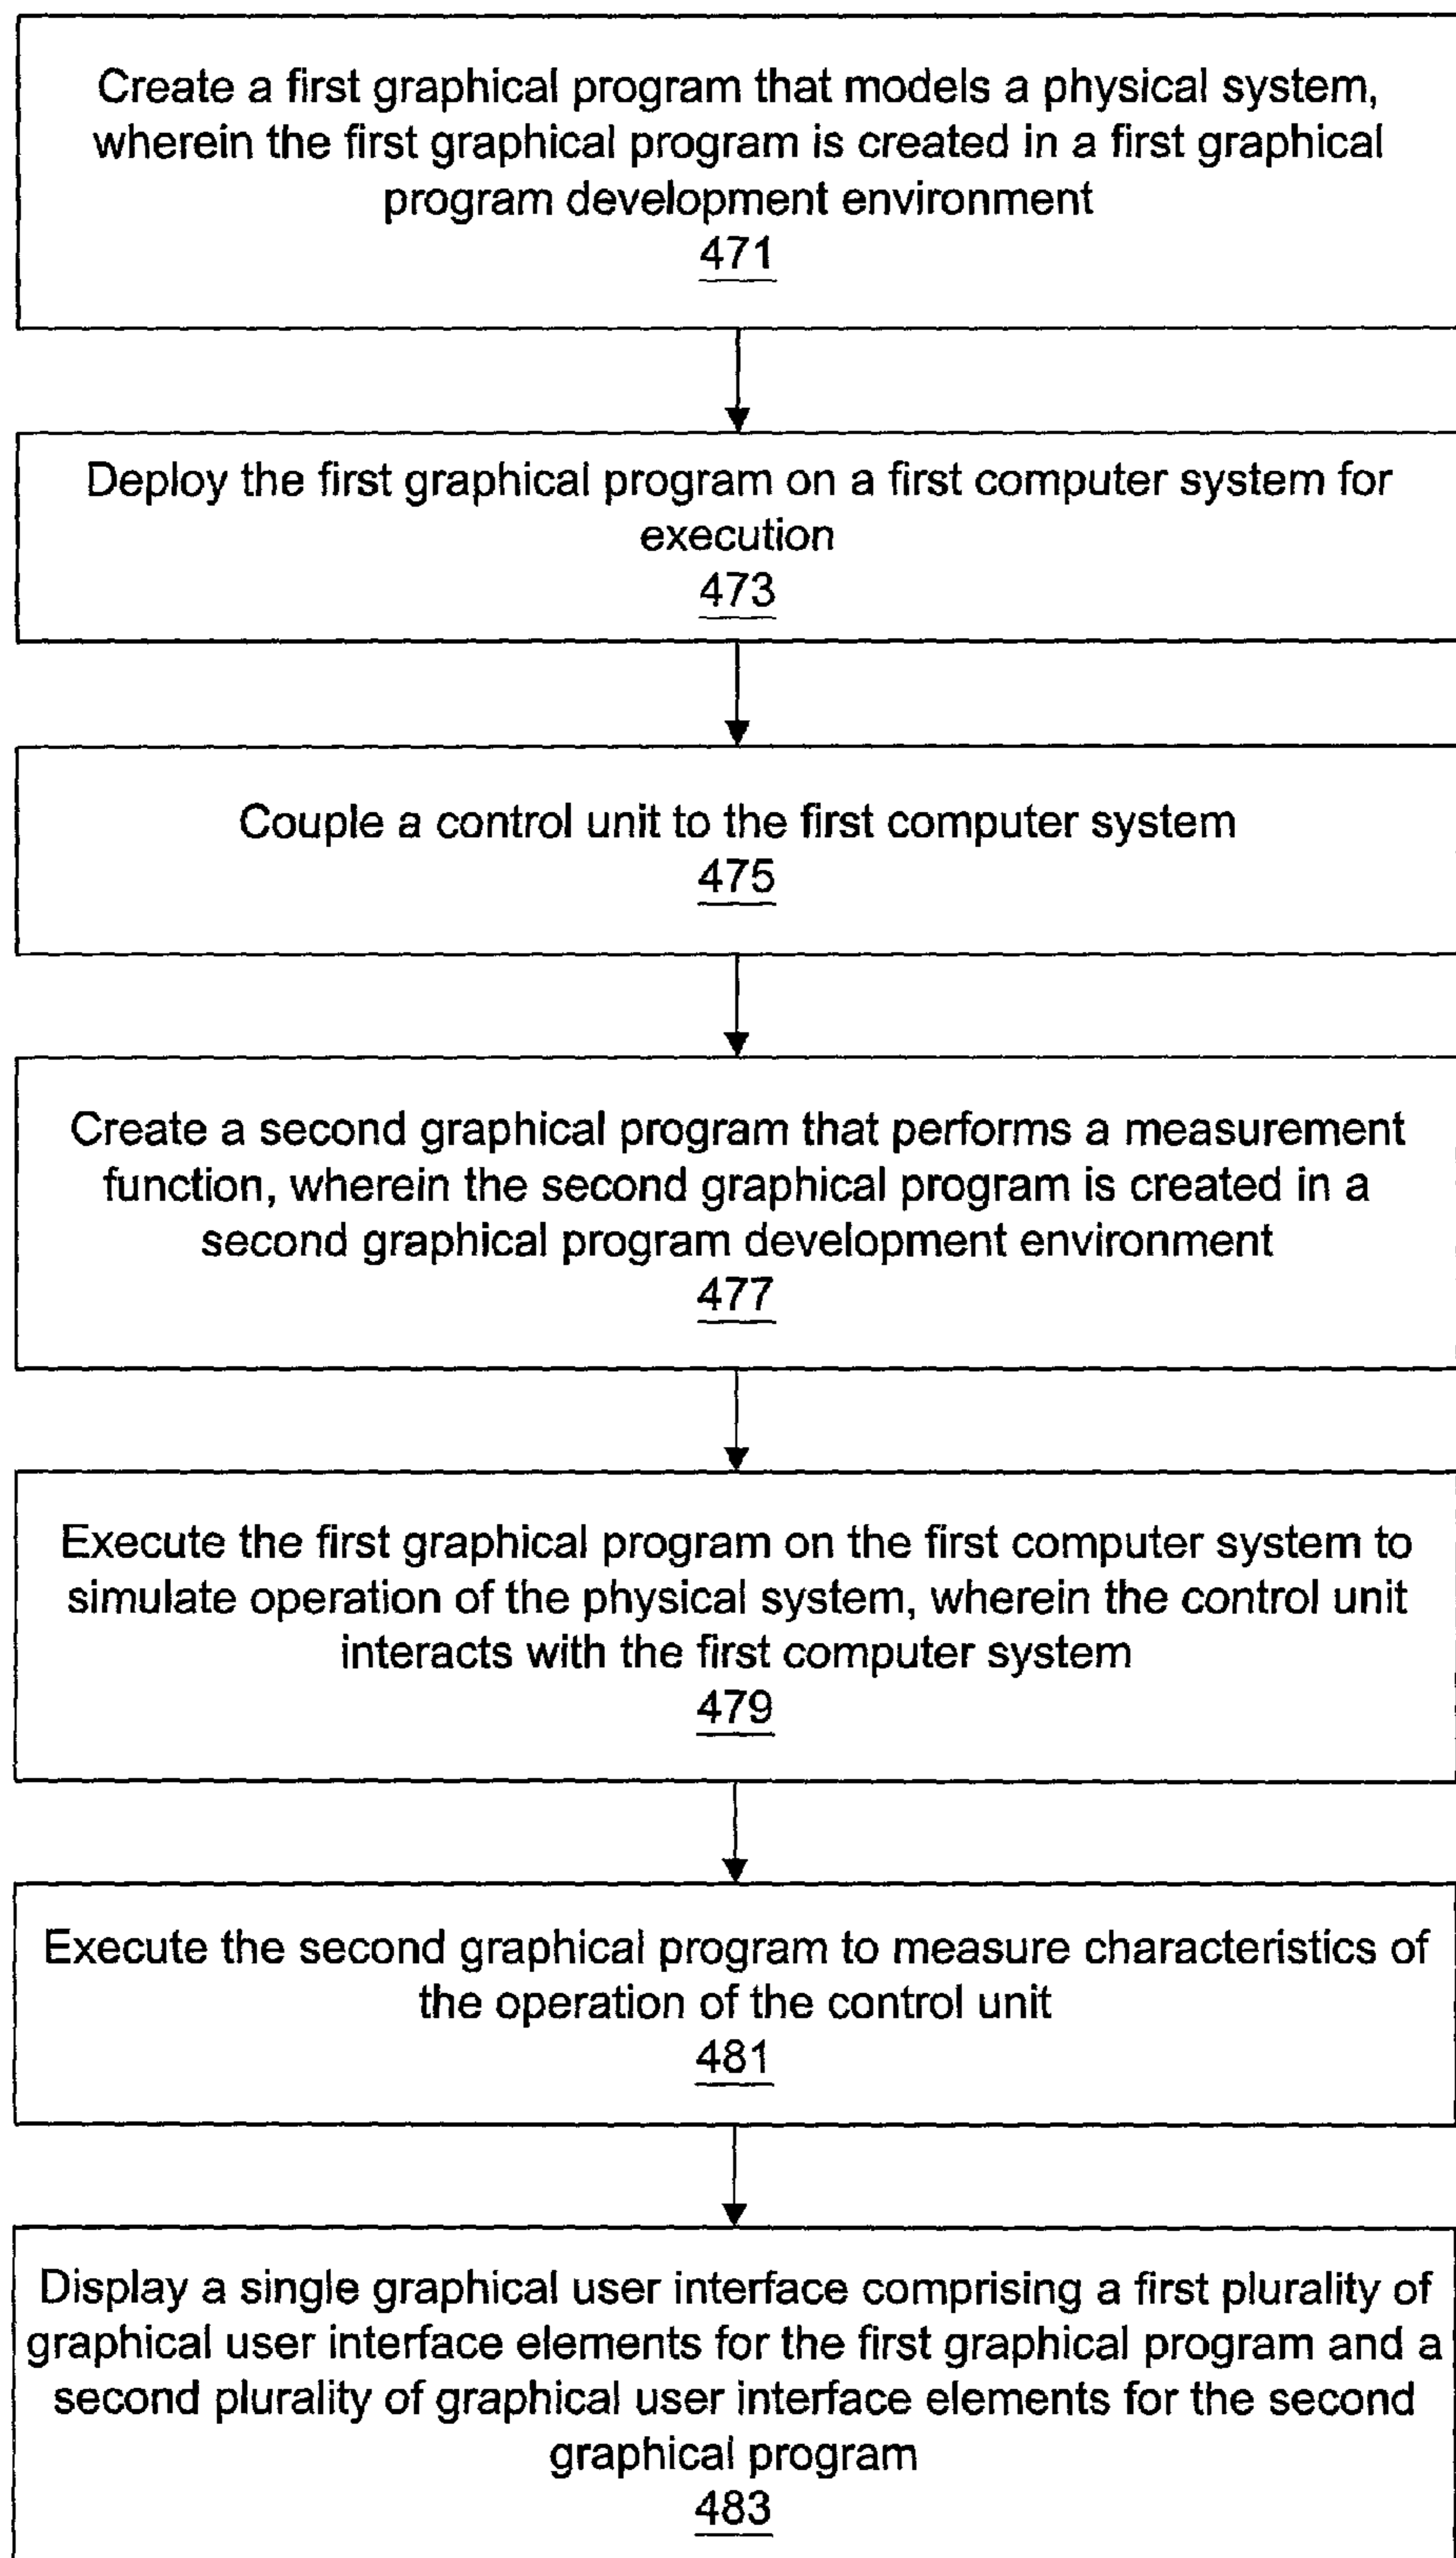 Create a first graphical program that models a physical system,
wherein the first graphical program is created in a first graphical
program development environment
471
Deploy the first graphical program on a first computer system for
execution
473
Couple a control unit to the first computer system
475
Create a second graphical program that performs a measurement
function, wherein the second graphical program is created in a
second graphical program development environment
477
Execute the first graphical program on the first computer system to
simulate operation of the physical system, wherein the control unit
interacts with the first computer system
479
Execute the second graphical program to measure characteristics of
the operation of the control unit
481
Display a single graphical user interface comprising a first plurality of
graphical user interface elements for the first graphical program and a
second plurality of graphical user interface elements for the second
graphical program
483